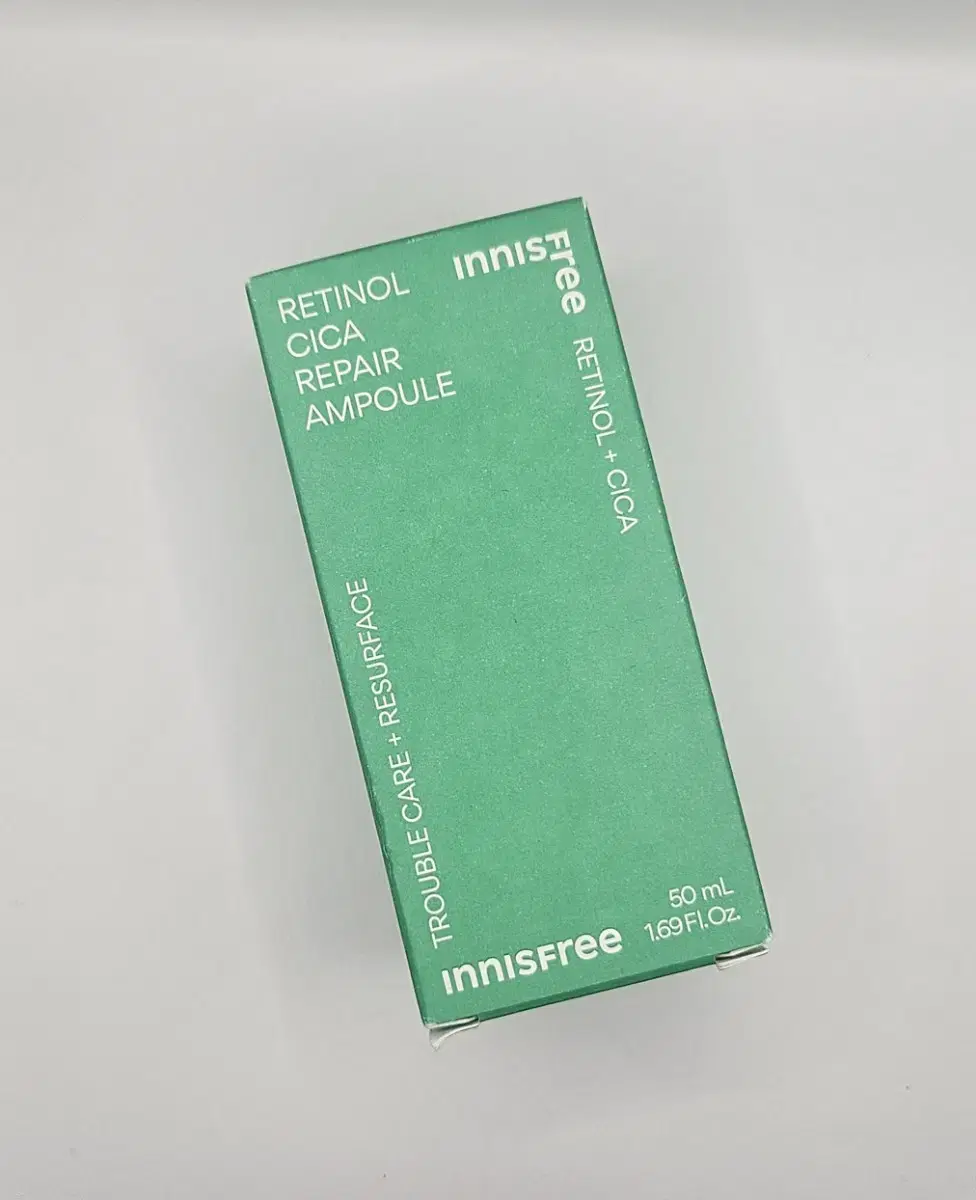 RETINOL
CICA
REPAIR
AMPOULE
INNISFree
RETINOL + CICA
TROUBLE CARE + RESURFACE
INNISFree
50 mL
1.69 Fl.Oz.